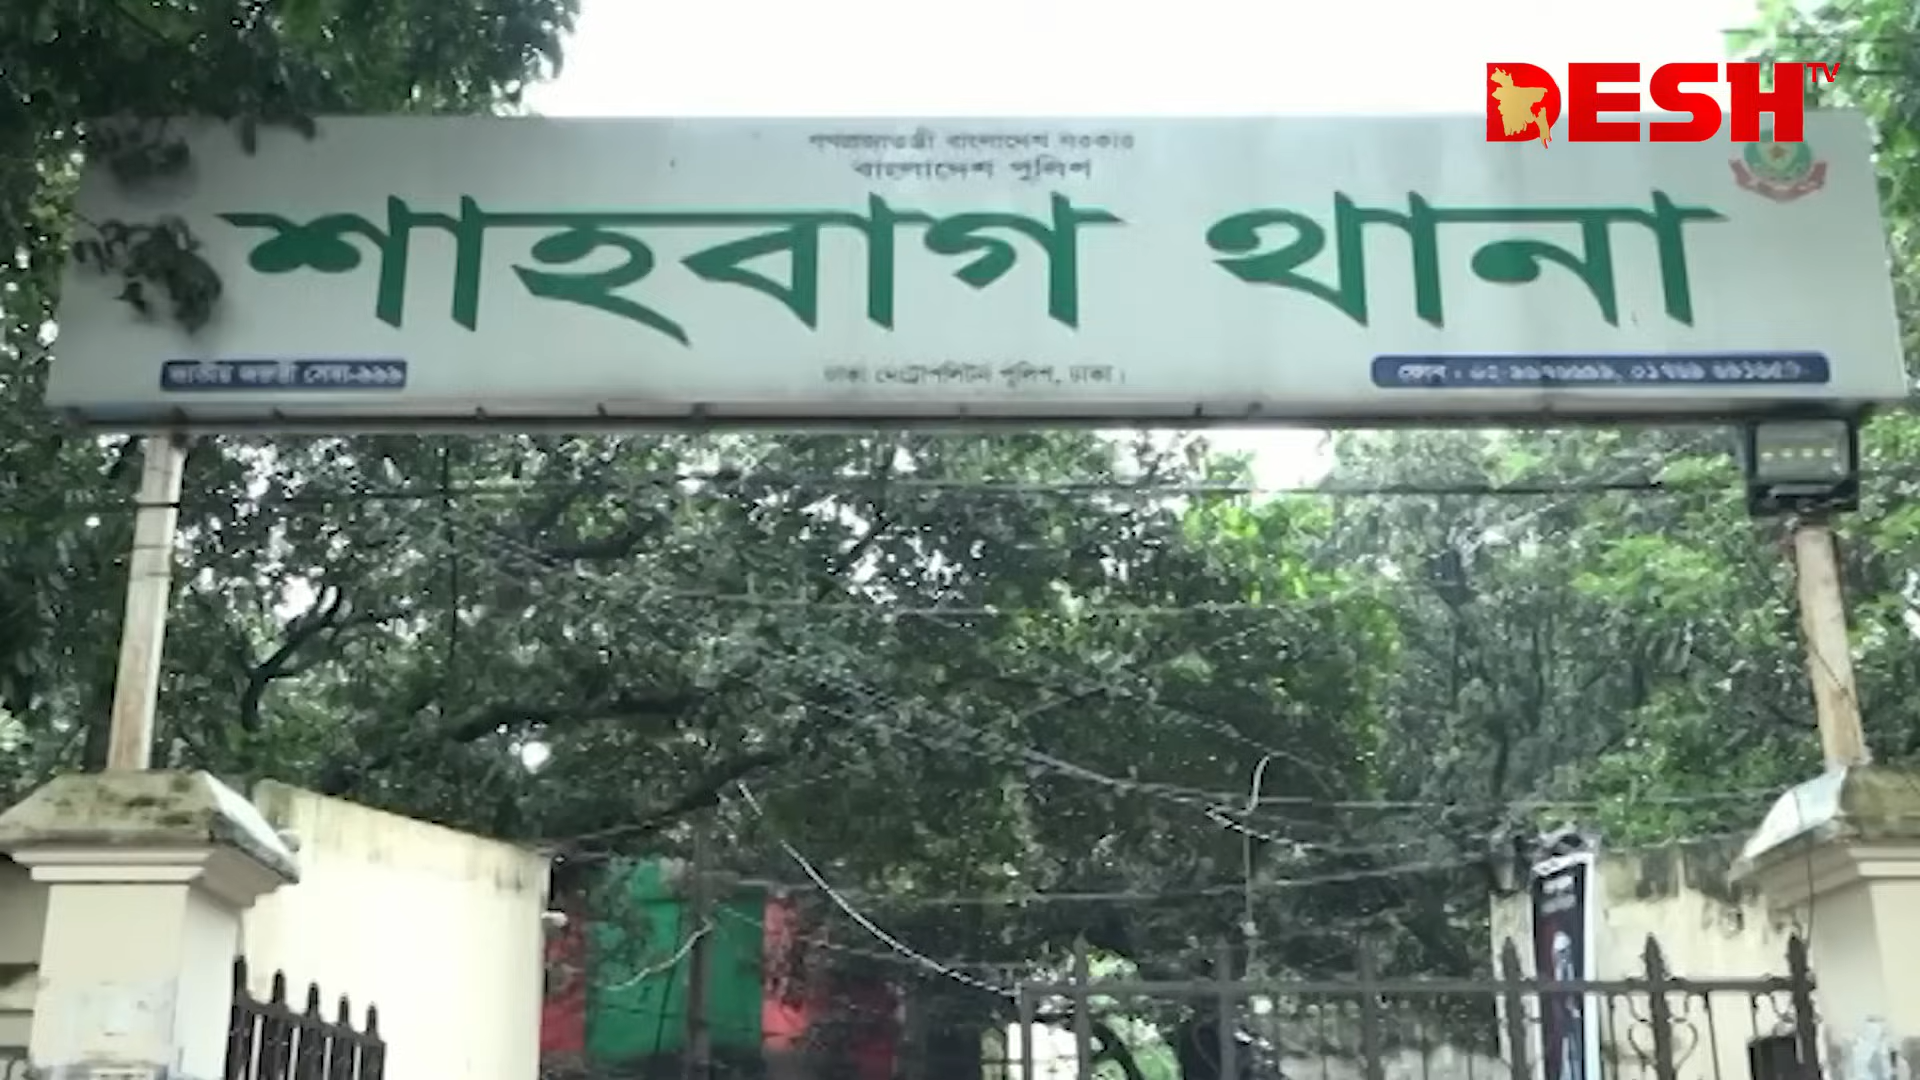 DESH TV
গণপ্রজাতন্ত্রী বাংলাদেশ সরকার
বাংলাদেশ পুলিশ
শাহবাগ থানা
জাতীয় জরুরী সেবা-৯৯৯
ঢাকা মেট্রোপলিটন পুলিশ, ঢাকা।
ফোন :